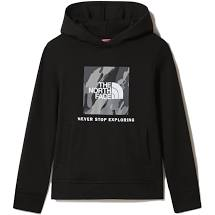 THE
NORTH
FACE
NEVER STOP EXPLORING